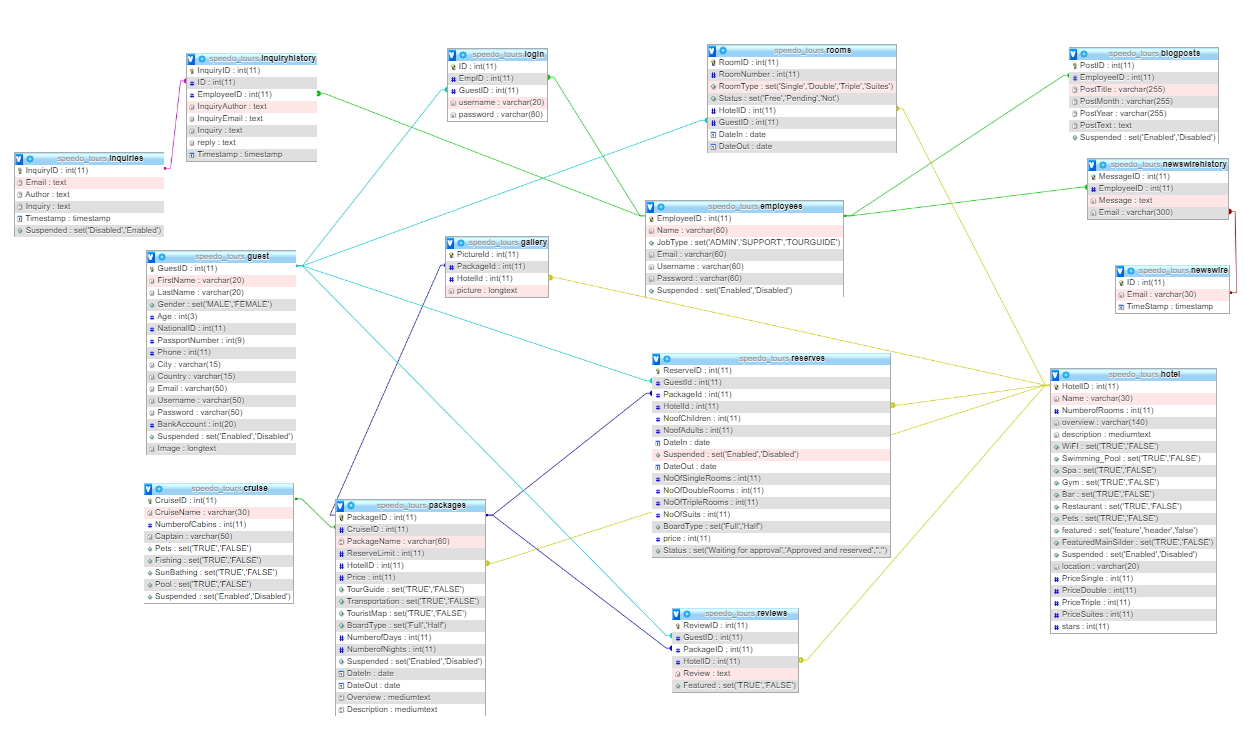 speedo_tours.inquiryhistory
InquiryID : int(11)
ID : int(11)
EmployeeID : int(11)
InquiryAuthor : text
InquiryEmail : text
Inquiry : text
reply : text
Timestamp : timestamp
speedo_tours.login
ID : int(11)
EmpID : int(11)
GuestID : int(11)
username : varchar(20)
password : varchar(80)
speedo_tours.rooms
RoomID : int(11)
RoomNumber : int(11)
RoomType : set('Single','Double','Triple','Suites')
Status : set('Free','Pending','Not')
HotelID : int(11)
GuestID : int(11)
DateIn : date
DateOut : date
speedo_tours.blogposts
PostID : int(11)
EmployeeID : int(11)
PostTitle : varchar(255)
PostMonth : varchar(255)
PostYear : varchar(255)
PostText : text
Suspended : set('Enabled','Disabled')
speedo_tours.inquiries
InquiryID : int(11)
Email : text
Author : text
Inquiry : text
Timestamp : timestamp
Suspended : set('Disabled','Enabled')
speedo_tours.newswirehistory
MessageID : int(11)
EmployeeID : int(11)
Message : text
Email : varchar(300)
speedo_tours.employees
EmployeeID : int(11)
Name : varchar(60)
JobType : set('ADMIN','SUPPORT','TOURGUIDE')
Email : varchar(60)
Username : varchar(60)
Password : varchar(60)
Suspended : set('Enabled','Disabled')
speedo_tours.gallery
PictureId : int(11)
PackageId : int(11)
HotelId : int(11)
picture : longtext
speedo_tours.guest
GuestID : int(11)
FirstName : varchar(20)
LastName : varchar(20)
Gender : set('MALE','FEMALE')
Age : int(3)
NationalID : int(11)
PassportNumber : int(9)
Phone : int(11)
City : varchar(15)
Country : varchar(15)
Email : varchar(50)
Username : varchar(50)
Password : varchar(50)
BankAccount : int(20)
Suspended : set('Enabled','Disabled')
Image : longtext
speedo_tours.newswire
ID : int(11)
Email : varchar(30)
TimeStamp : timestamp
speedo_tours.reserves
ReserveID : int(11)
GuestId : int(11)
PackageId : int(11)
HotelId : int(11)
NoofChildren : int(11)
NoofAdults : int(11)
DateIn : date
Suspended : set('Enabled','Disabled')
DateOut : date
NoOfSingleRooms : int(11)
NoOfDoubleRooms : int(11)
NoOfTripleRooms : int(11)
NoOfSuits : int(11)
BoardType : set('Full','Half')
price : int(11)
Status : set('Waiting for approval','Approved and reserved','','')
speedo_tours.hotel
HotelID : int(11)
Name : varchar(30)
NumberofRooms : int(11)
overview : varchar(140)
description : mediumtext
WiFi : set('TRUE','FALSE')
Swimming_Pool : set('TRUE','FALSE')
Spa : set('TRUE','FALSE')
Gym : set('TRUE','FALSE')
Bar : set('TRUE','FALSE')
Restaurant : set('TRUE','FALSE')
Pets : set('TRUE','FALSE')
featured : set('feature','header','false')
FeaturedMainSilder : set('TRUE','FALSE')
Suspended : set('Enabled','Disabled')
location : varchar(20)
PriceSingle : int(11)
PriceDouble : int(11)
PriceTriple : int(11)
PriceSuites : int(11)
stars : int(11)
speedo_tours.cruise
CruiseID : int(11)
CruiseName : varchar(30)
NumberofCabins : int(11)
Captain : varchar(50)
Pets : set('TRUE','FALSE')
Fishing : set('TRUE','FALSE')
SunBathing : set('TRUE','FALSE')
Pool : set('TRUE','FALSE')
Suspended : set('Enabled','Disabled')
speedo_tours.packages
PackageID : int(11)
CruiseID : int(11)
PackageName : varchar(60)
ReserveLimit : int(11)
HotelID : int(11)
Price : int(11)
TourGuide : set('TRUE','FALSE')
Transportation : set('TRUE','FALSE')
TouristMap : set('TRUE','FALSE')
BoardType : set('Full','Half')
NumberofDays : int(11)
NumberofNights : int(11)
Suspended : set('Enabled','Disabled')
DateIn : date
DateOut : date
Overview : mediumtext
Description : mediumtext
speedo_tours.reviews
ReviewID : int(11)
GuestID : int(11)
PackageID : int(11)
HotelID : int(11)
Review : text
Featured : set('TRUE','FALSE')